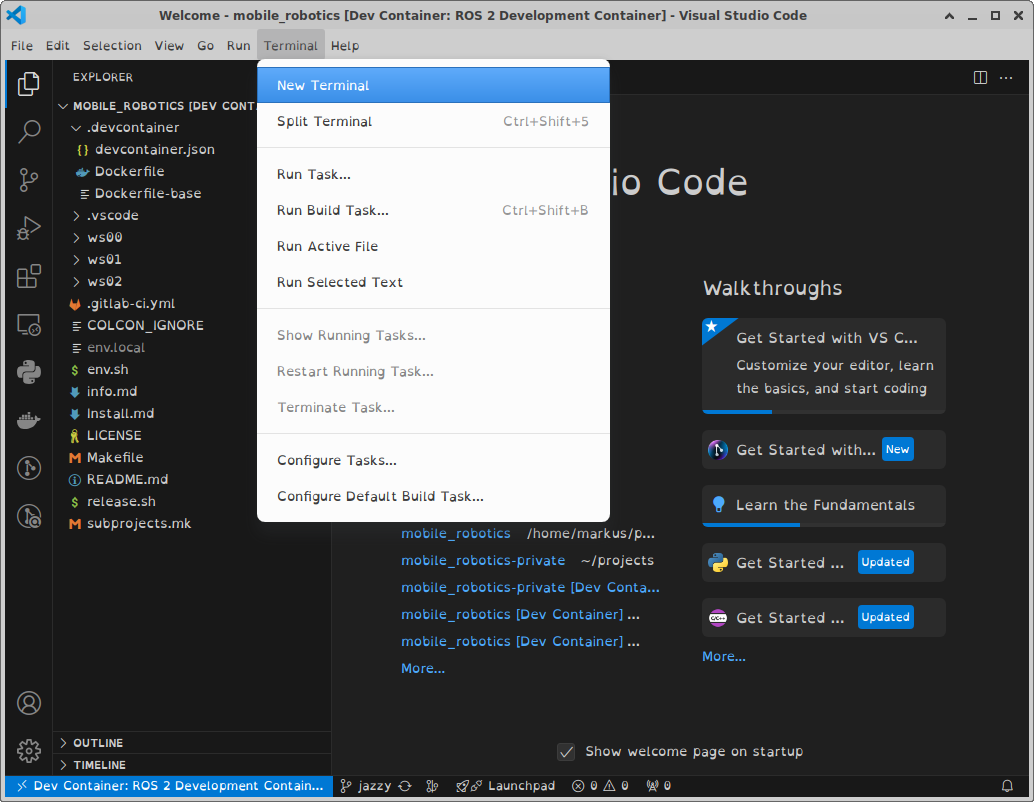 Welcome - mobile_robotics [Dev Container: ROS 2 Development Container] - Visual Studio Code
File Edit Selection View Go Run Terminal Help
EXPLORER
MOBILE_ROBOTICS [DEV CONT
.devcontainer
{} devcontainer.json
Dockerfile
Dockerfile-base
.vscode
ws00
ws01
ws02
.gitlab-ci.yml
COLCON_IGNORE
env.local
$ env.sh
info.md
Install.md
LICENSE
M Makefile
README.md
$ release.sh
M subprojects.mk
OUTLINE
TIMELINE
New Terminal
Split Terminal Ctrl+Shift+5
Run Task...
Run Build Task... Ctrl+Shift+B
Run Active File
Run Selected Text
Show Running Tasks...
Restart Running Task...
Terminate Task...
Configure Tasks...
Configure Default Build Task...
io Code
mobile_robotics /home/markus/p...
mobile_robotics-private ~/projects
mobile_robotics-private [Dev Conta...
mobile_robotics [Dev Container] ...
mobile_robotics [Dev Container] ...
More...
Walkthroughs
Get Started with VS C...
Customize your editor, learn
the basics, and start coding
Get Started with... New
Learn the Fundamentals
Get Started ... Updated
C/C++ Get Started ... Updated
More...
Show welcome page on startup
Dev Container: ROS 2 Development Contain... jazzy Launchpad 0 0 0